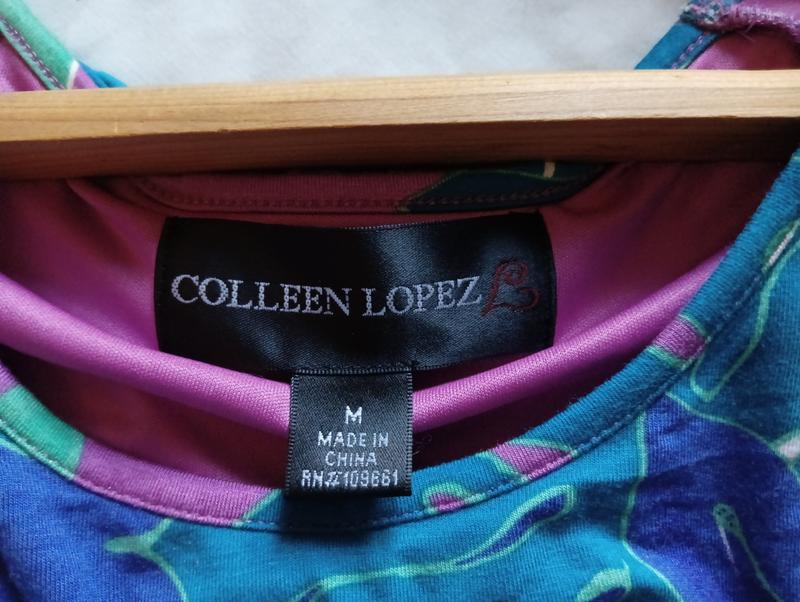 COLLEEN LOPEZ
M
MADE IN
CHINA
RN#109661